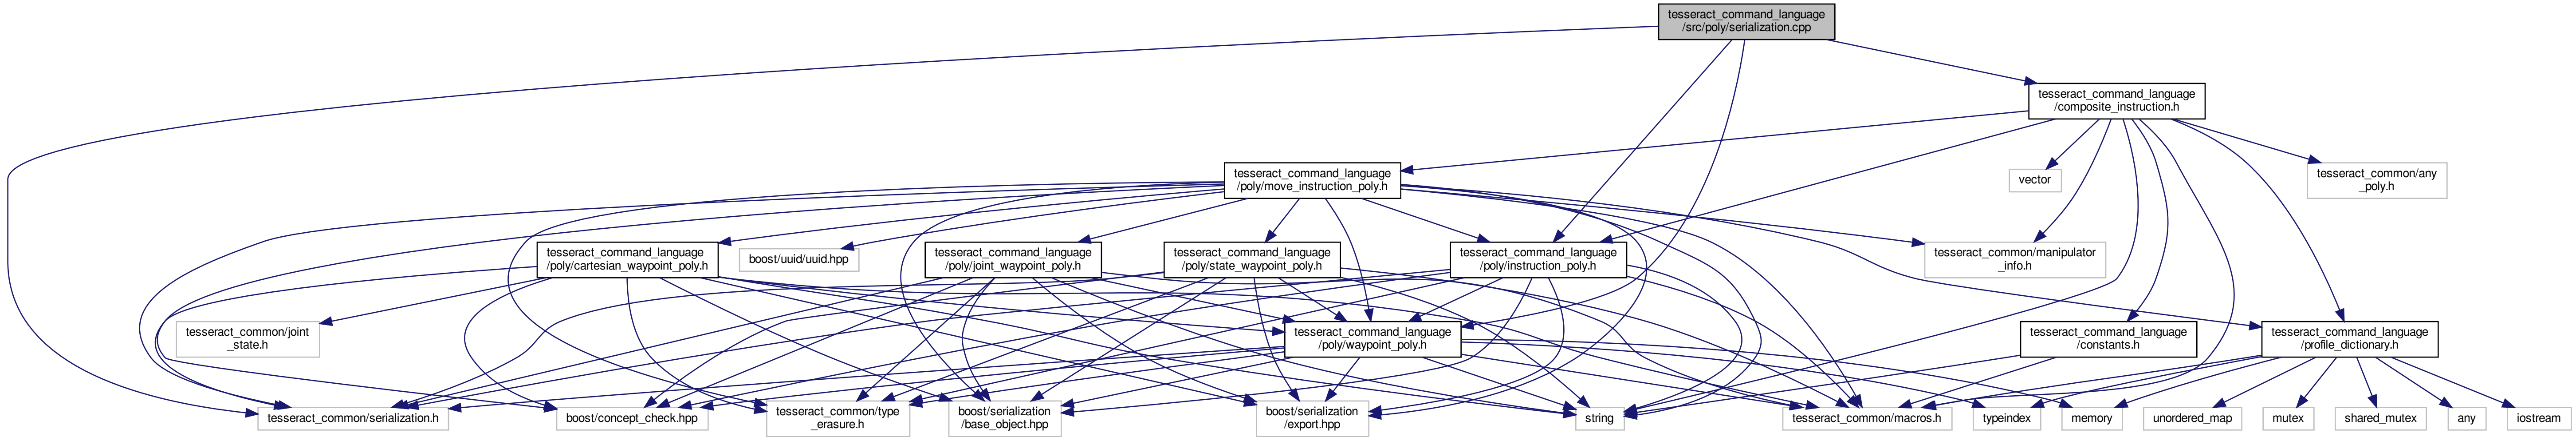 tesseract_command_language
/src/poly/serialization.cpp
tesseract_command_language
/composite_instruction.h
tesseract_command_language
/poly/move_instruction_poly.h
vector
tesseract_common/any
_poly.h
tesseract_command_language
/poly/cartesian_waypoint_poly.h
boost/uuid/uuid.hpp
tesseract_command_language
/poly/joint_waypoint_poly.h
tesseract_command_language
/poly/state_waypoint_poly.h
tesseract_command_language
/poly/instruction_poly.h
tesseract_common/manipulator
_info.h
tesseract_common/joint
_state.h
tesseract_command_language
/poly/waypoint_poly.h
tesseract_command_language
/constants.h
tesseract_command_language
/profile_dictionary.h
tesseract_common/serialization.h
boost/concept_check.hpp
tesseract_common/type
_erasure.h
boost/serialization
/base_object.hpp
boost/serialization
/export.hpp
string
tesseract_common/macros.h
typeindex
memory
unordered_map
mutex
shared_mutex
any
iostream